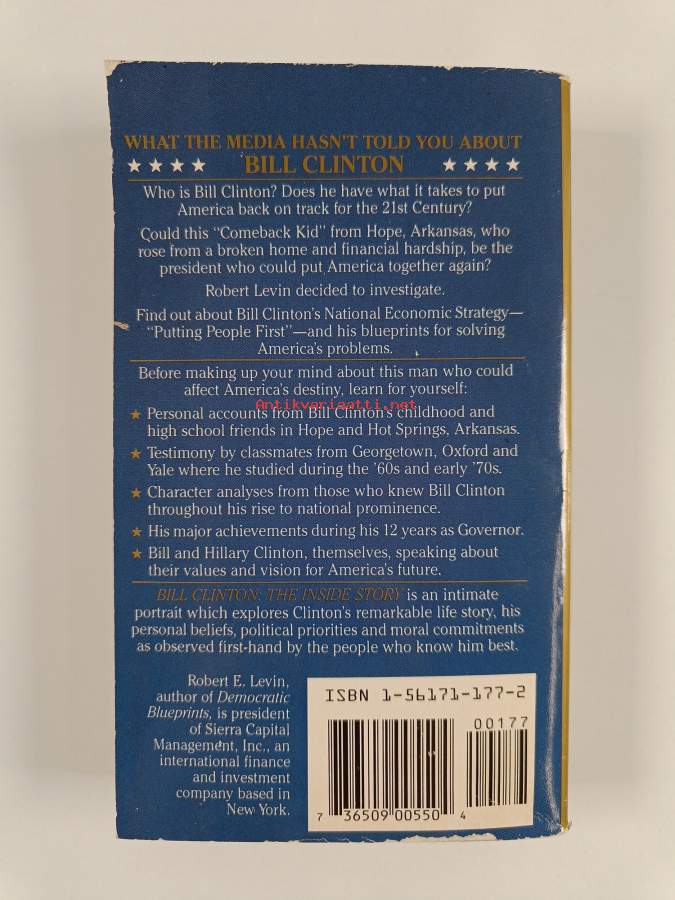 WHAT THE MEDIA HASN'T TOLD YOU ABOUT
BILL CLINTON
Who is Bill Clinton? Does he have what it takes to put
America back on track for the 21st Century?
Could this "Comeback Kid" from Hope, Arkansas, who
rose from a broken home and financial hardship, be the
president who could put America together again?
Robert Levin decided to investigate.
Find out about Bill Clinton's National Economic Strategy—
"Putting People First"—and his blueprints for solving
America's problems.
Before making up your mind about this man who could
affect America's destiny, learn for yourself:
Antikvariaatti.net
★ Personal accounts from Bill Clinton's childhood and
high school friends in Hope and Hot Springs, Arkansas.
★ Testimony by classmates from Georgetown, Oxford and
Yale where he studied during the '60s and early '70s.
★ Character analyses from those who knew Bill Clinton
throughout his rise to national prominence.
★ His major achievements during his 12 years as Governor.
★ Bill and Hillary Clinton, themselves, speaking about
their values and vision for America's future.
BILL CLINTON: THE INSIDE STORY is an intimate
portrait which explores Clinton's remarkable life story, his
personal beliefs, political priorities and moral commitments
as observed first-hand by the people who know him best.
Robert E. Levin,
author of Democratic
Blueprints, is president
of Sierra Capital
Management, Inc., an
international finance
and investment
company based in
New York.
ISBN 1-56171-177-2
00177
7 36509 00550 4